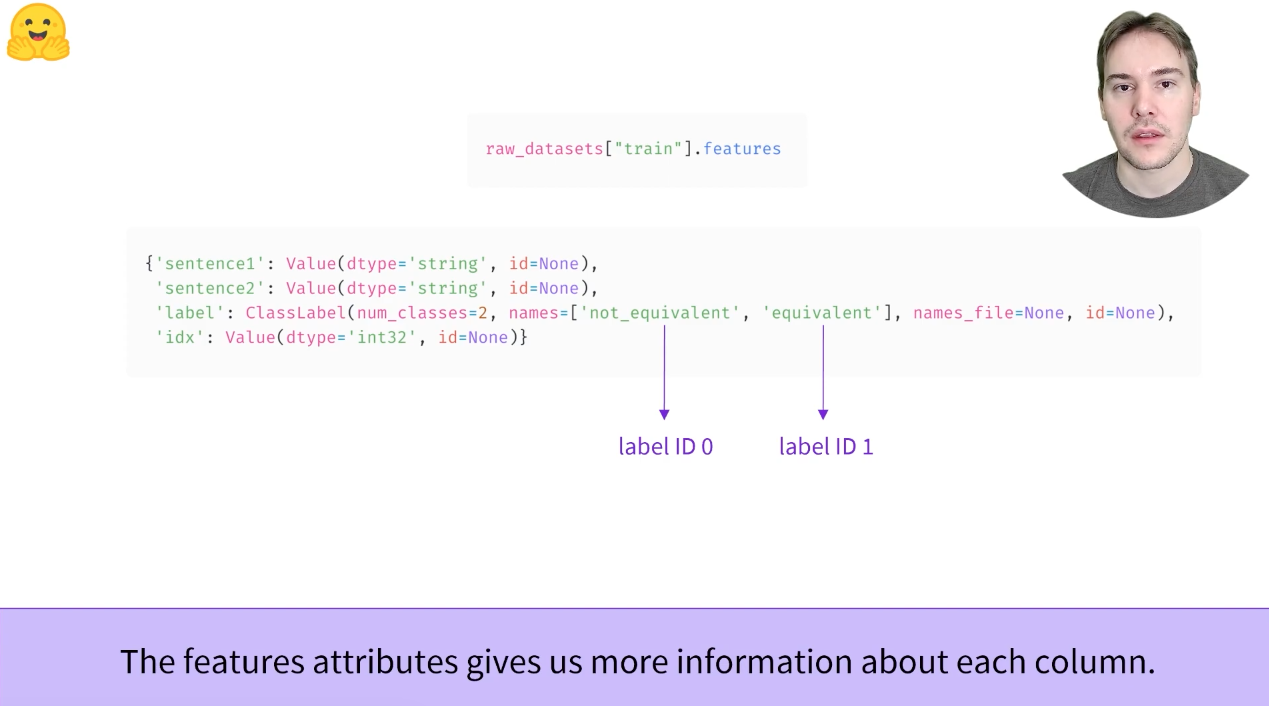 raw_datasets["train"].features
{'sentence1': Value(dtype='string', id=None),
'sentence2': Value(dtype='string', id=None),
'label': ClassLabel(num_classes=2, names=['not_equivalent', 'equivalent'], names_file=None, id=None),
'idx': Value(dtype='int32', id=None)}
label ID 0
label ID 1
The features attributes gives us more information about each column.